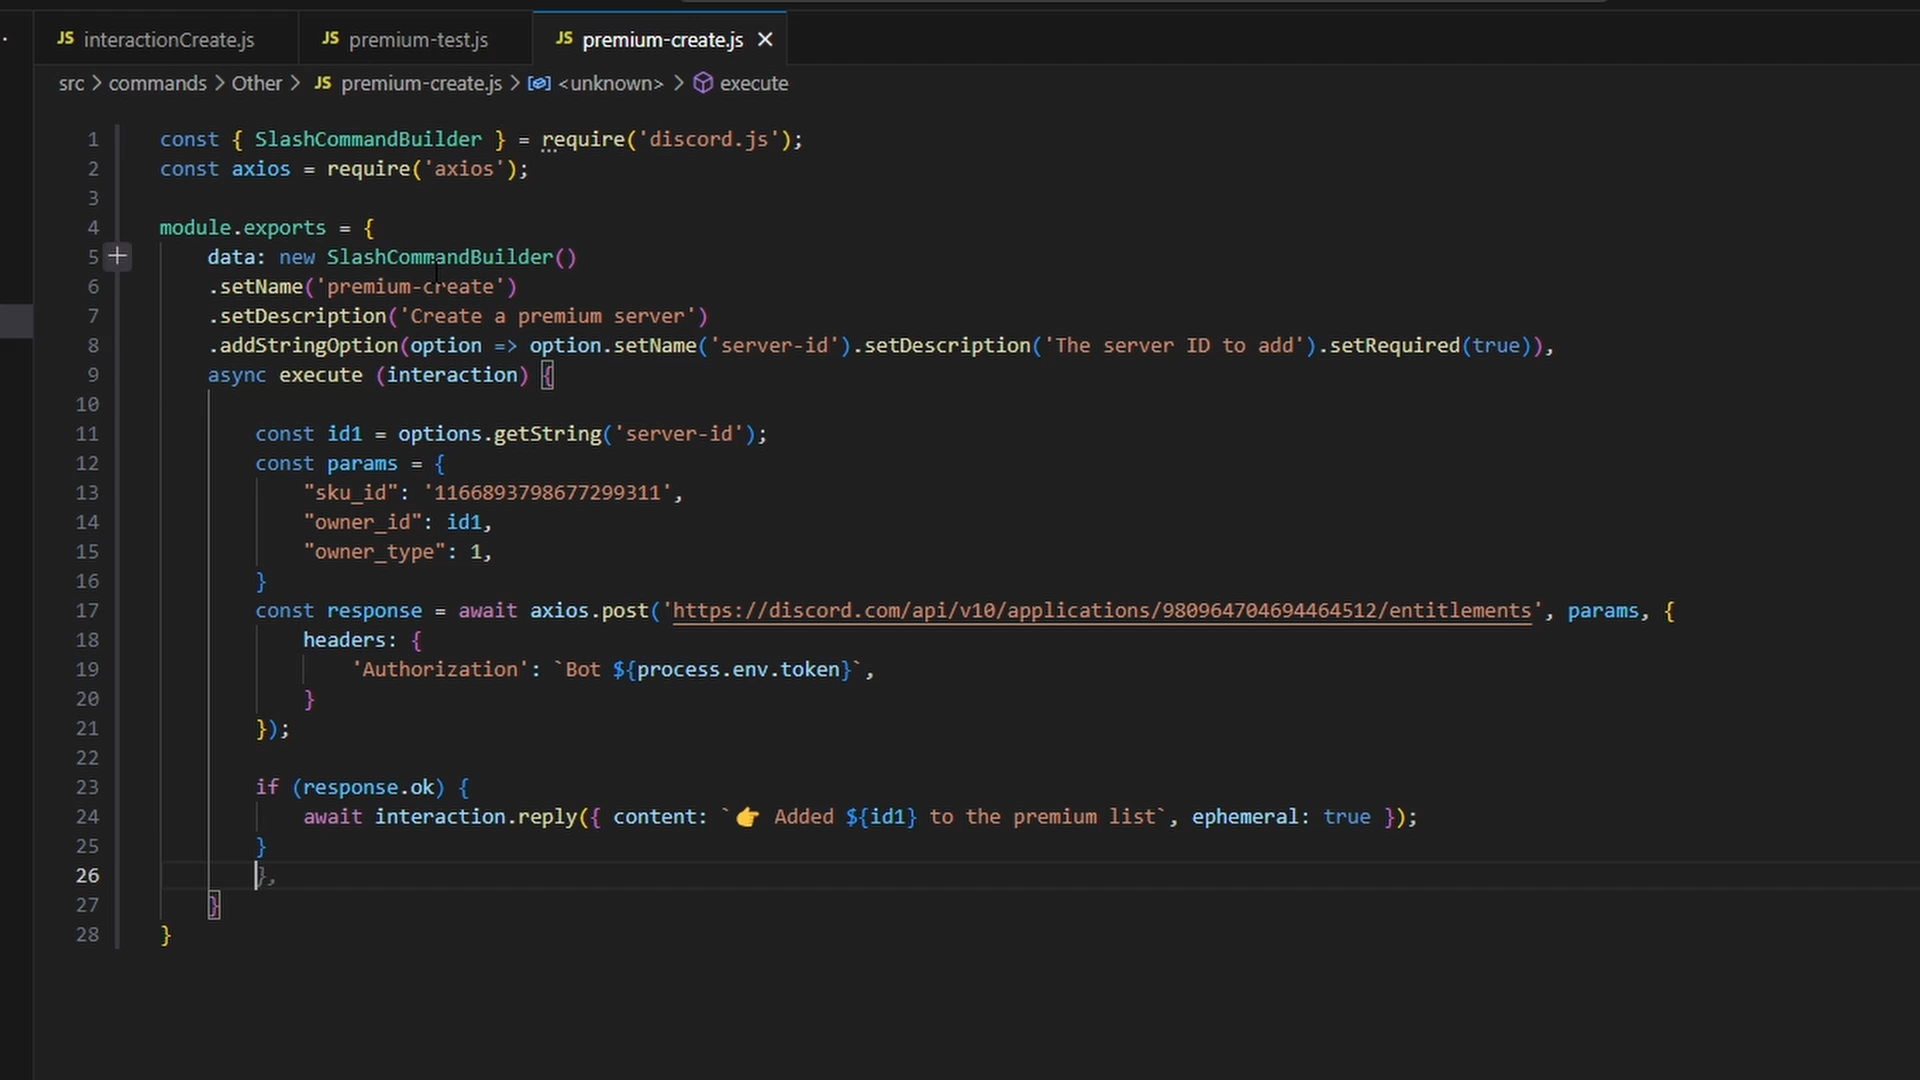 JS interactionCreate.js JS premium-test.js JS premium-create.js
src > commands > Other > JS premium-create.js > <unknown> > execute
1 const { SlashCommandBuilder } = require('discord.js');
2 const axios = require('axios');
3
4 module.exports = {
5 data: new SlashCommandBuilder()
6 .setName('premium-create')
7 .setDescription('Create a premium server')
8 .addStringOption(option => option.setName('server-id').setDescription('The server ID to add').setRequired(true)),
9 async execute (interaction) {
10
11 const id1 = options.getString('server-id');
12 const params = {
13 "sku_id": '1166893798677299311',
14 "owner_id": id1,
15 "owner_type": 1,
16 }
17 const response = await axios.post('https://discord.com/api/v10/applications/980964704694464512/entitlements', params, {
18 headers: {
19 'Authorization': `Bot ${process.env.token}`,
20 }
21 });
22
23 if (response.ok) {
24 await interaction.reply({ content: `👉 Added ${id1} to the premium list`, ephemeral: true });
25 }
26 },
27 }
28 }